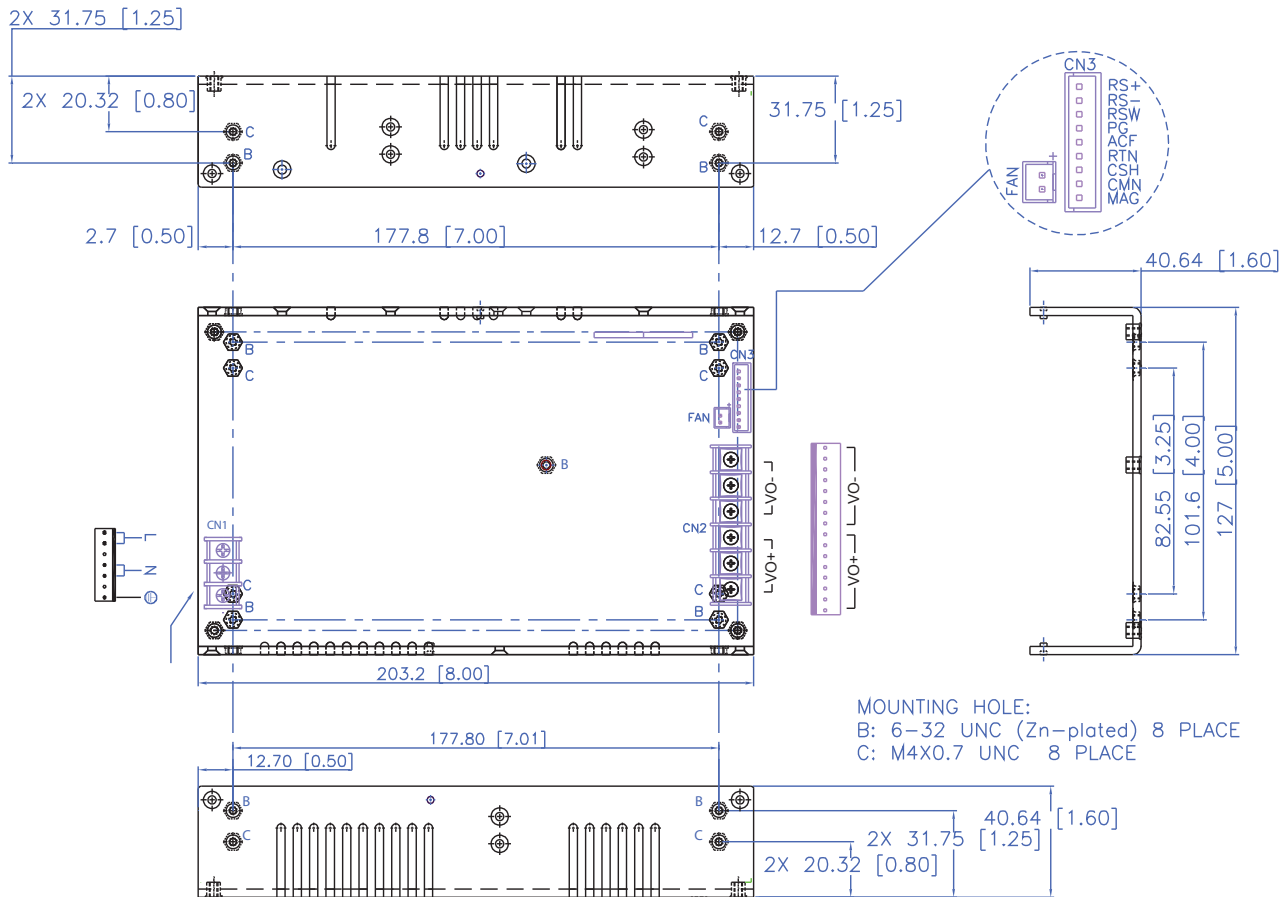 2X 31.75 [1.25]
2X 20.32 [0.80]
C
B
C
B
31.75 [1.25]
2.7 [0.50]
177.8 [7.00]
12.7 [0.50]
CN3
RS+
RS-
RSW
PG
ACF
RTN
CSH
CMN
MAG
+
FAN
40.64 [1.60]
B
C
B
C
CN3
+
FAN
B
VO-
VO-
CN2
VO+
VO+
CN1
L
N
C
B
C
B
82.55 [3.25]
101.6 [4.00]
127 [5.00]
203.2 [8.00]
MOUNTING HOLE:
B: 6-32 UNC (Zn-plated) 8 PLACE
C: M4X0.7 UNC 8 PLACE
177.80 [7.01]
12.70 [0.50]
B
C
B
C
40.64 [1.60]
2X 31.75 [1.25]
2X 20.32 [0.80]